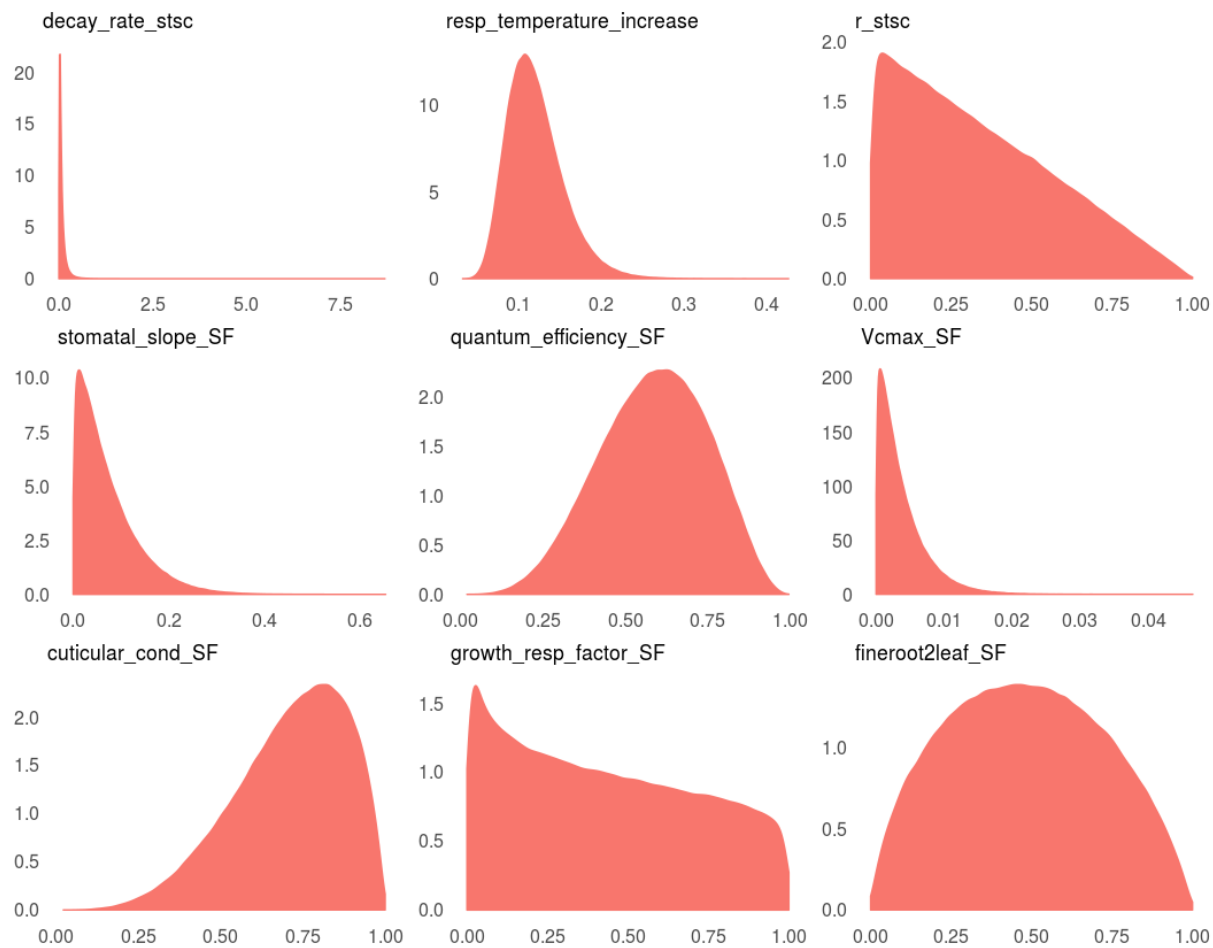 decay_rate_stsc
20
15
10
5
0
0.0 2.5 5.0 7.5
resp_temperature_increase
10
5
0
0.1 0.2 0.3 0.4
r_stsc
2.0
1.5
1.0
0.5
0.0
0.00 0.25 0.50 0.75 1.00
stomatal_slope_SF
10.0
7.5
5.0
2.5
0.0
0.0 0.2 0.4 0.6
quantum_efficiency_SF
2.0
1.5
1.0
0.5
0.0
0.00 0.25 0.50 0.75 1.00
Vcmax_SF
200
150
100
50
0
0.00 0.01 0.02 0.03 0.04
cuticular_cond_SF
2.0
1.5
1.0
0.5
0.0
0.00 0.25 0.50 0.75 1.00
growth_resp_factor_SF
1.5
1.0
0.5
0.0
0.00 0.25 0.50 0.75 1.00
fineroot2leaf_SF
1.0
0.5
0.0
0.00 0.25 0.50 0.75 1.00